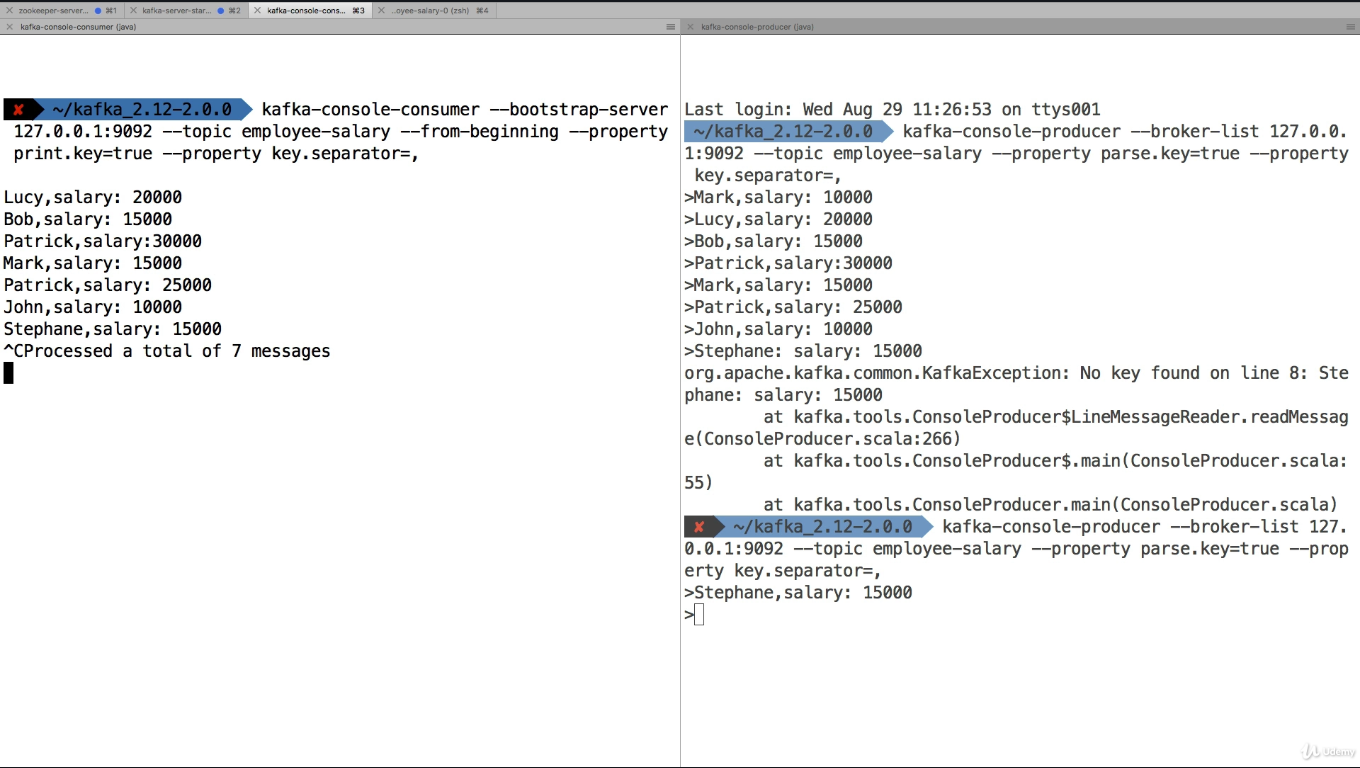 zookeeper-server... ⌘1
kafka-server-star... ⌘2
kafka-console-cons... ⌘3
..oyee-salary-0 (zsh) ⌘4
kafka-console-consumer (java)
✘ ~/kafka_2.12-2.0.0 kafka-console-consumer --bootstrap-server
127.0.0.1:9092 --topic employee-salary --from-beginning --property
print.key=true --property key.separator=,
Lucy,salary: 20000
Bob,salary: 15000
Patrick,salary:30000
Mark,salary: 15000
Patrick,salary: 25000
John,salary: 10000
Stephane,salary: 15000
^CProcessed a total of 7 messages
kafka-console-producer (java)
Last login: Wed Aug 29 11:26:53 on ttys001
~/kafka_2.12-2.0.0 kafka-console-producer --broker-list 127.0.0.
1:9092 --topic employee-salary --property parse.key=true --property
key.separator=,
>Mark,salary: 10000
>Lucy,salary: 20000
>Bob,salary: 15000
>Patrick,salary:30000
>Mark,salary: 15000
>Patrick,salary: 25000
>John,salary: 10000
>Stephane: salary: 15000
org.apache.kafka.common.KafkaException: No key found on line 8: Ste
phane: salary: 15000
at kafka.tools.ConsoleProducer$LineMessageReader.readMessag
e(ConsoleProducer.scala:266)
at kafka.tools.ConsoleProducer$.main(ConsoleProducer.scala:
55)
at kafka.tools.ConsoleProducer.main(ConsoleProducer.scala)
✘ ~/kafka_2.12-2.0.0 kafka-console-producer --broker-list 127.
0.0.1:9092 --topic employee-salary --property parse.key=true --prop
erty key.separator=,
>Stephane,salary: 15000
>
Udemy